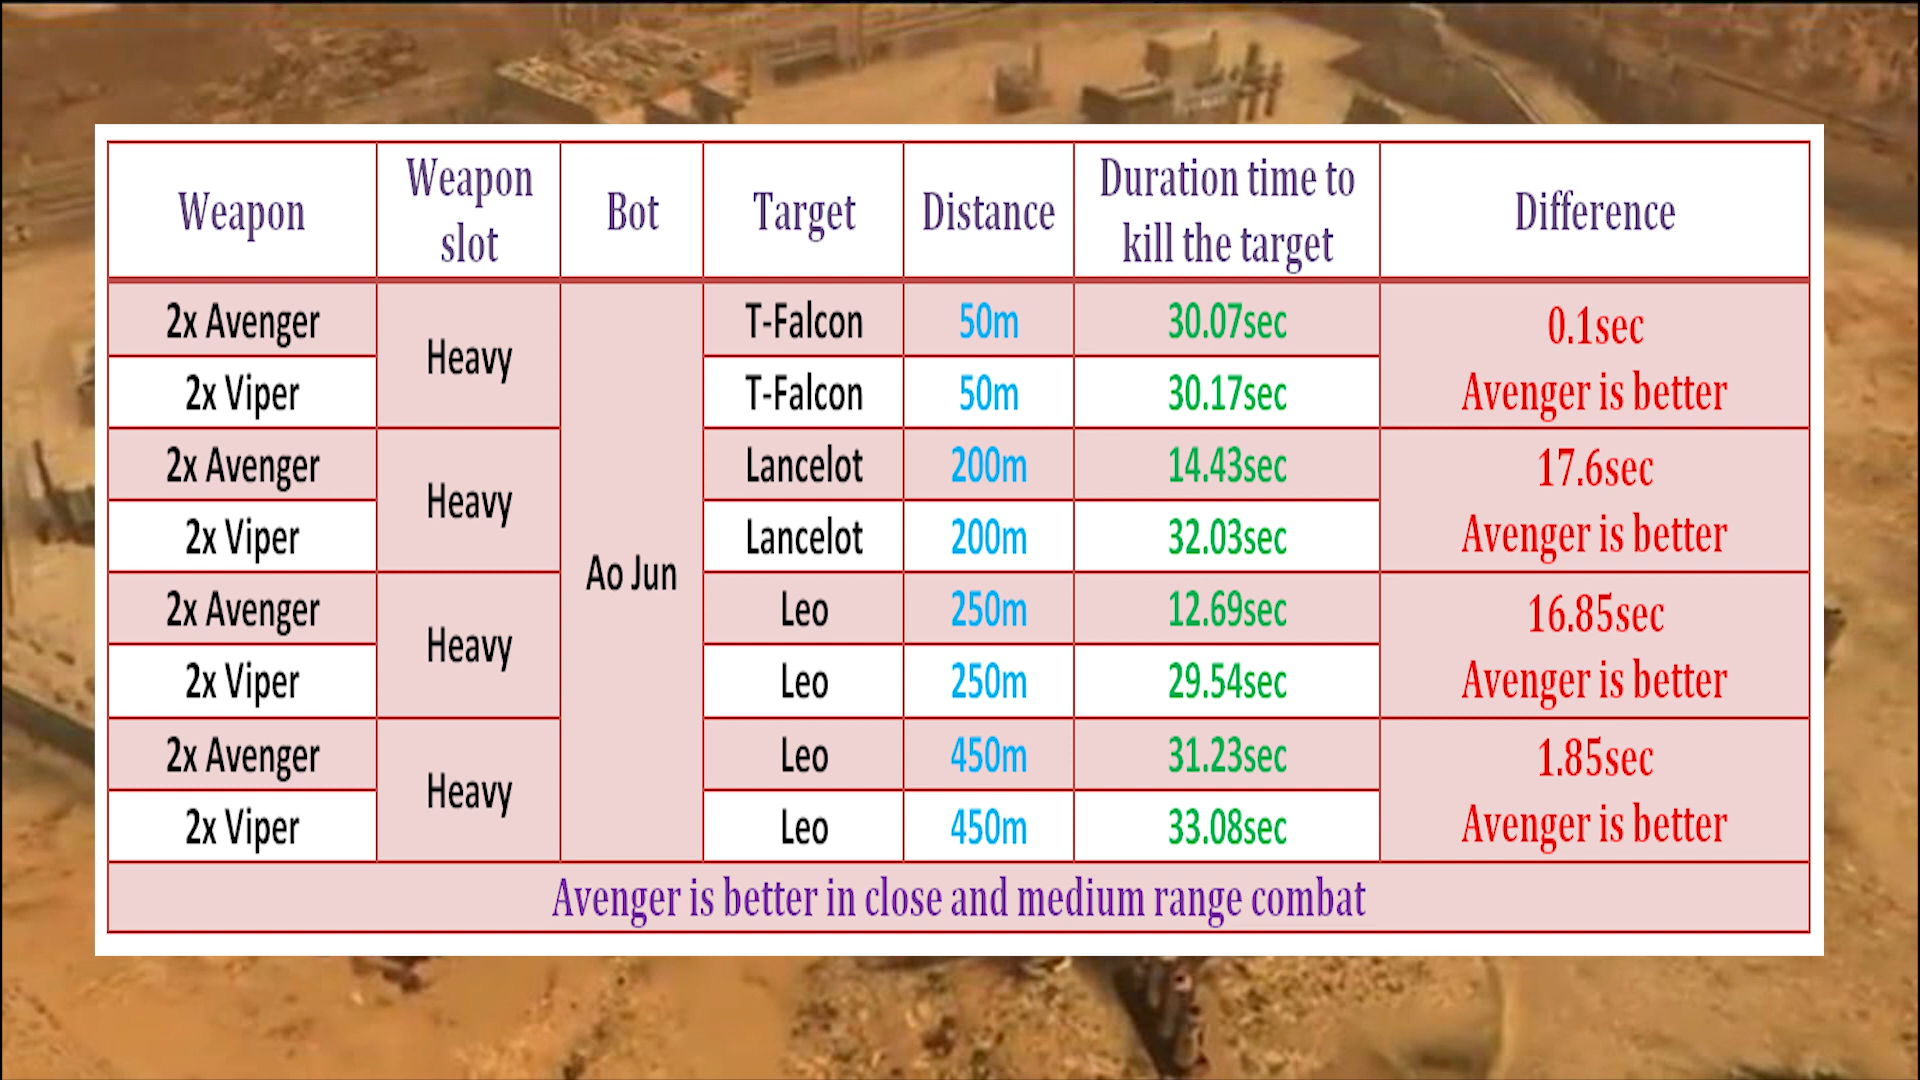 Weapon
Weapon
slot
Bot
Target
Distance
Duration time to
kill the target
Difference
2x Avenger
Heavy
Ao Jun
T-Falcon
50m
30.07sec
0.1sec
Avenger is better
2x Viper
T-Falcon
50m
30.17sec
2x Avenger
Heavy
Lancelot
200m
14.43sec
17.6sec
Avenger is better
2x Viper
Lancelot
200m
32.03sec
2x Avenger
Heavy
Leo
250m
12.69sec
16.85sec
Avenger is better
2x Viper
Leo
250m
29.54sec
2x Avenger
Heavy
Leo
450m
31.23sec
1.85sec
Avenger is better
2x Viper
Leo
450m
33.08sec
Avenger is better in close and medium range combat